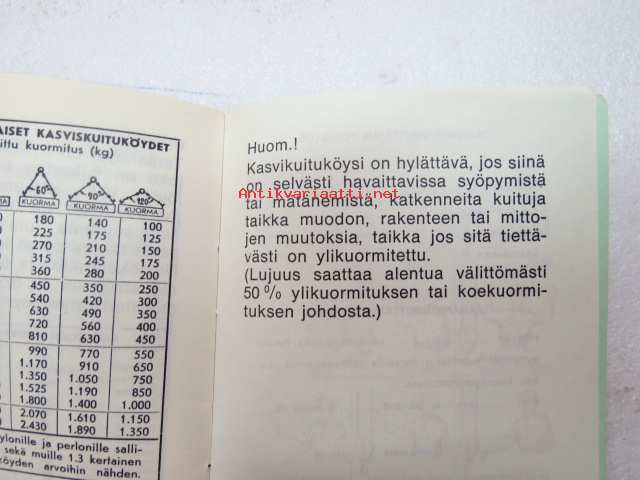 AISET KASVISKUITUKÖYDET
ittu kuormitus (kg)
60° 90° 120°
KUORMA KUORMA KUORMA
180 140 100
225 175 125
270 210 150
315 245 175
360 280 200
450 350 250
540 420 300
630 490 350
720 560 400
810 630 450
990 770 550
1.170 910 650
1.350 1.050 750
1.525 1.190 850
1.800 1.400 1.000
2.070 1.610 1.150
2.430 1.890 1.350
ylonille ja perlonille salli-
sekä muille 1.3 kertainen
köyden arvoihin nähden.
Huom.!
Kasvikuituköysi on hylättävä, jos siinä
on selvästi havaittavissa syöpymistä
Antikvariaatti.net
tai mätänemistä, katkenneita kuituja
taikka muodon, rakenteen tai mitto-
jen muutoksia, taikka jos sitä tiettä-
västi on ylikuormitettu.
(Lujuus saattaa alentua välittömästi
50 % ylikuormituksen tai koekuormi-
tuksen johdosta.)